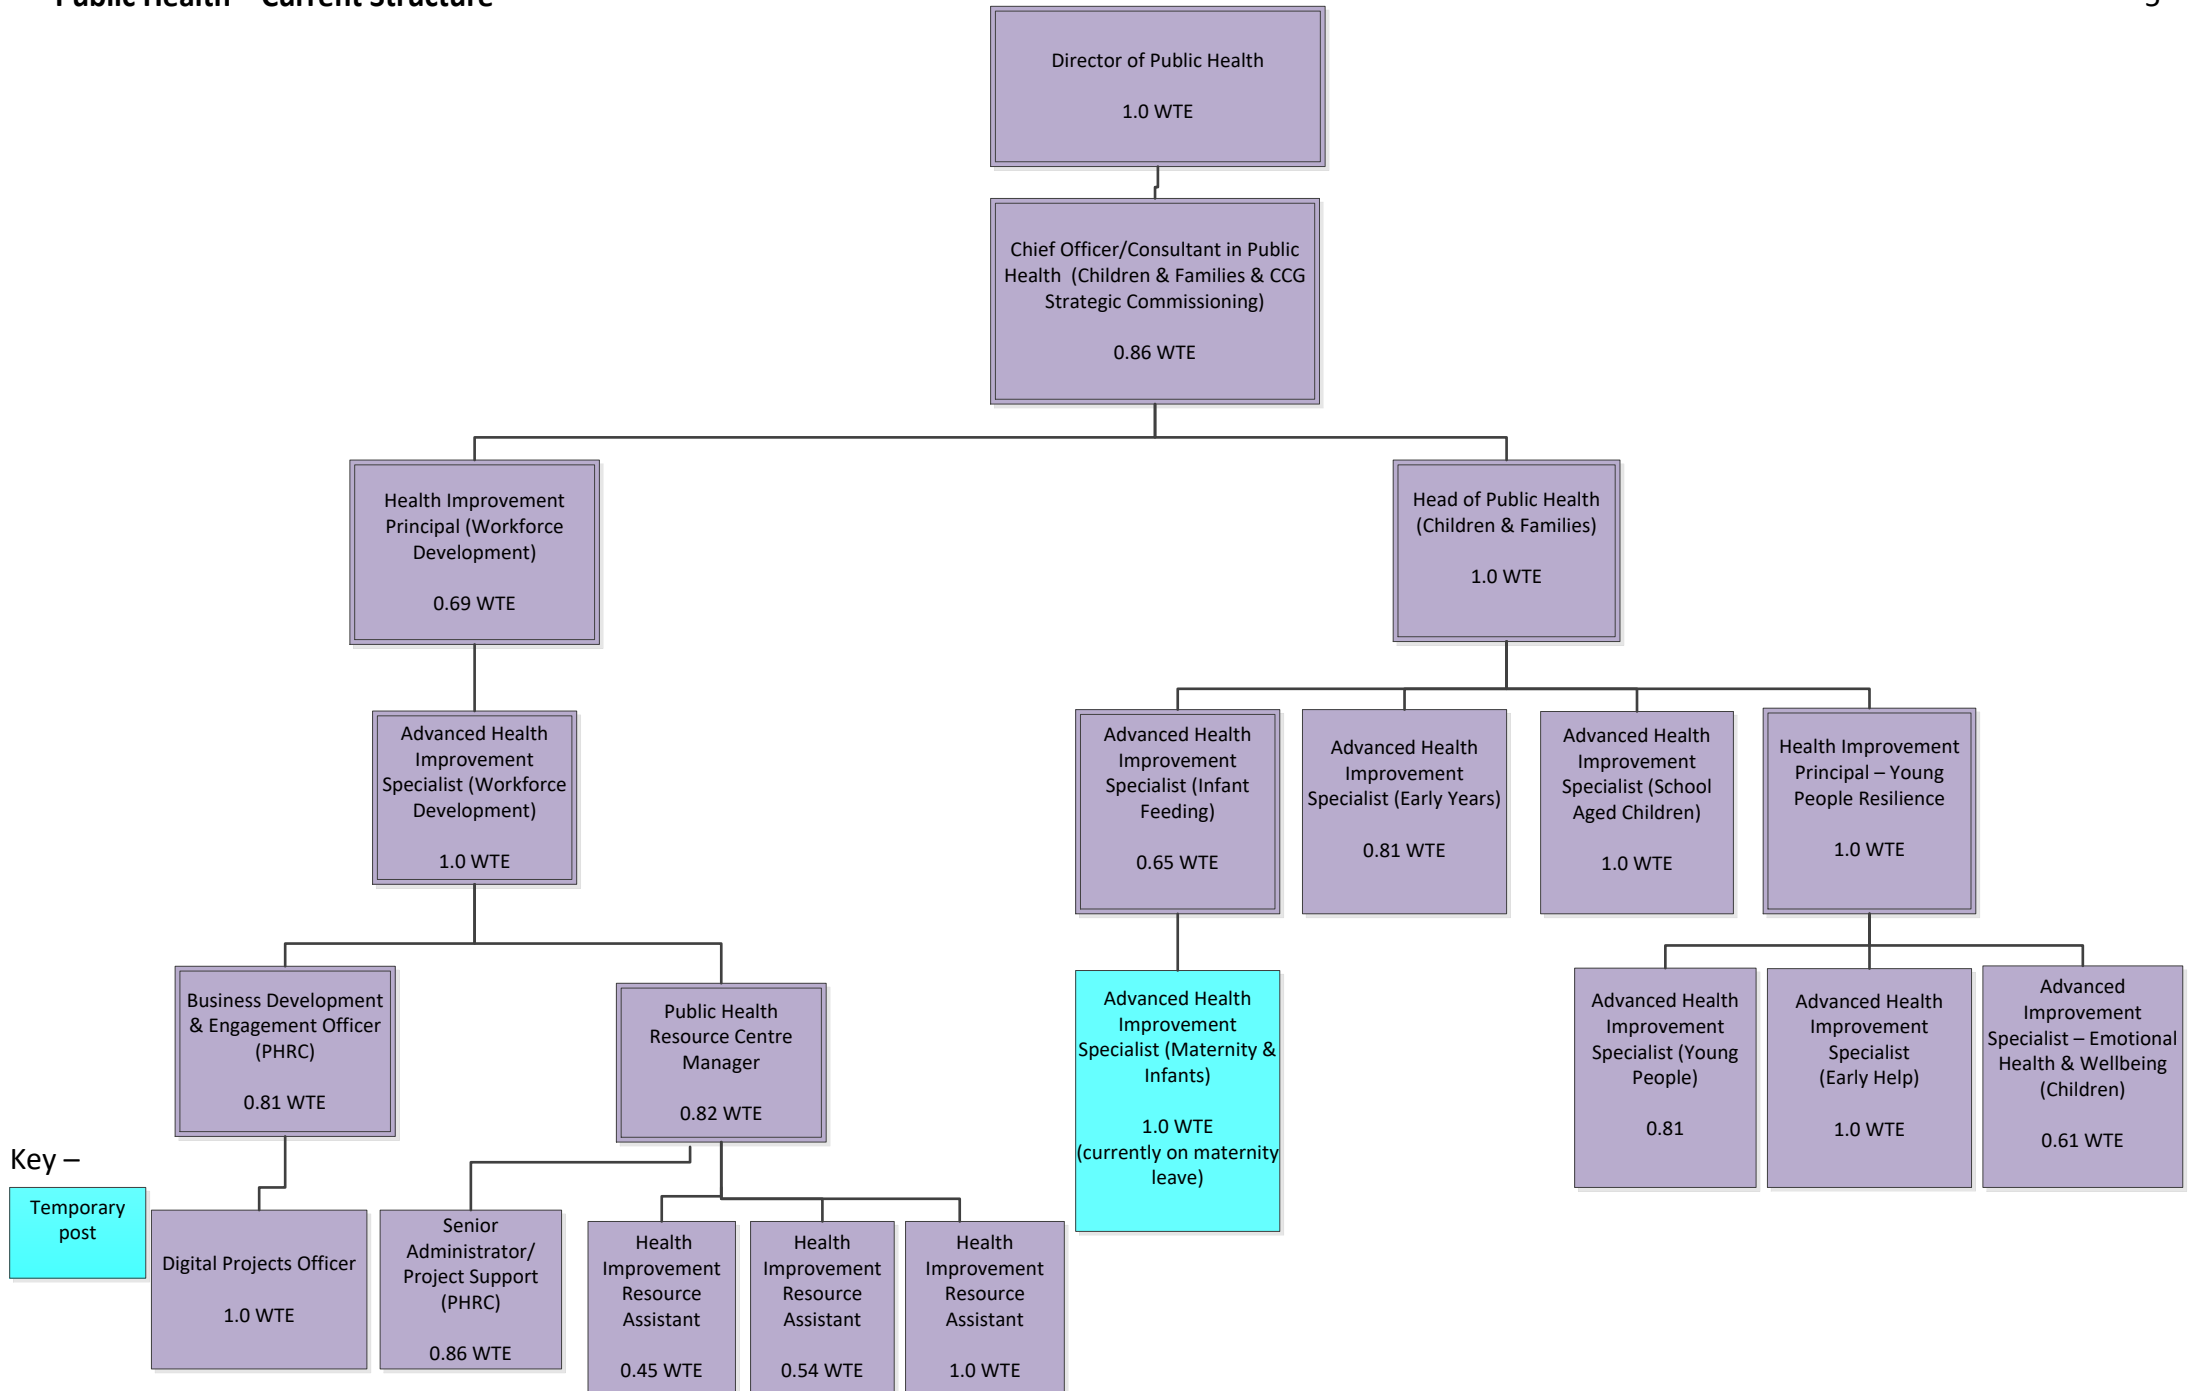 Public Health – Current Structure
Director of Public Health
1.0 WTE
Chief Officer/Consultant in Public
Health (Children & Families & CCG
Strategic Commissioning)
0.86 WTE
Health Improvement
Principal (Workforce
Development)
0.69 WTE
Head of Public Health
(Children & Families)
1.0 WTE
Advanced Health
Improvement
Specialist (Workforce
Development)
1.0 WTE
Advanced Health
Improvement
Specialist (Infant
Feeding)
0.65 WTE
Advanced Health
Improvement
Specialist (Early Years)
0.81 WTE
Advanced Health
Improvement
Specialist (School
Aged Children)
1.0 WTE
Health Improvement
Principal – Young
People Resilience
1.0 WTE
Business Development
& Engagement Officer
(PHRC)
0.81 WTE
Public Health
Resource Centre
Manager
0.82 WTE
Advanced Health
Improvement
Specialist (Maternity &
Infants)
1.0 WTE
(currently on maternity
leave)
Advanced Health
Improvement
Specialist (Young
People)
0.81
Advanced Health
Improvement
Specialist
(Early Help)
1.0 WTE
Advanced
Improvement
Specialist – Emotional
Health & Wellbeing
(Children)
0.61 WTE
Key –
Temporary
post
Digital Projects Officer
1.0 WTE
Senior
Administrator/
Project Support
(PHRC)
0.86 WTE
Health
Improvement
Resource
Assistant
0.45 WTE
Health
Improvement
Resource
Assistant
0.54 WTE
Health
Improvement
Resource
Assistant
1.0 WTE